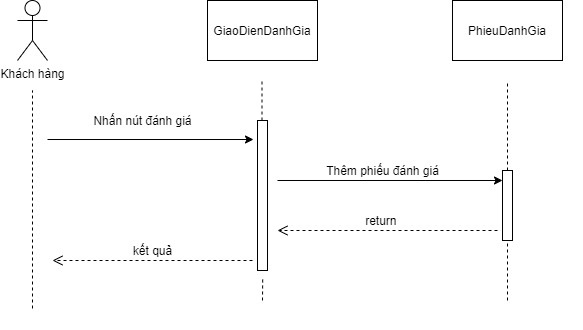 GiaoDienDanhGia
PhieuDanhGia
Khách hàng
Nhấn nút đánh giá
Thêm phiếu đánh giá
return
kết quả